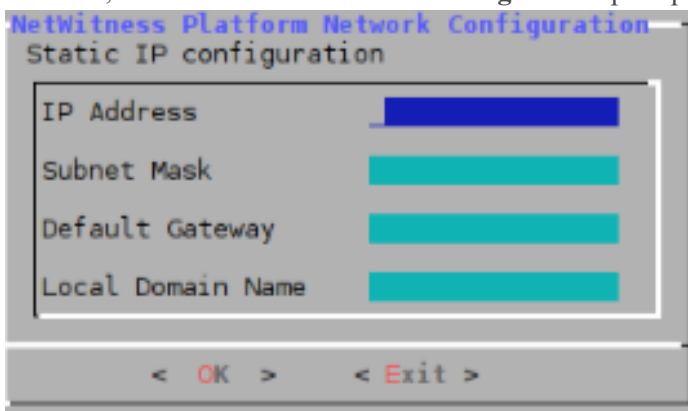 NetWitness Platform Network Configuration
Static IP configuration
IP Address
Subnet Mask
Default Gateway
Local Domain Name
< OK > < Exit >